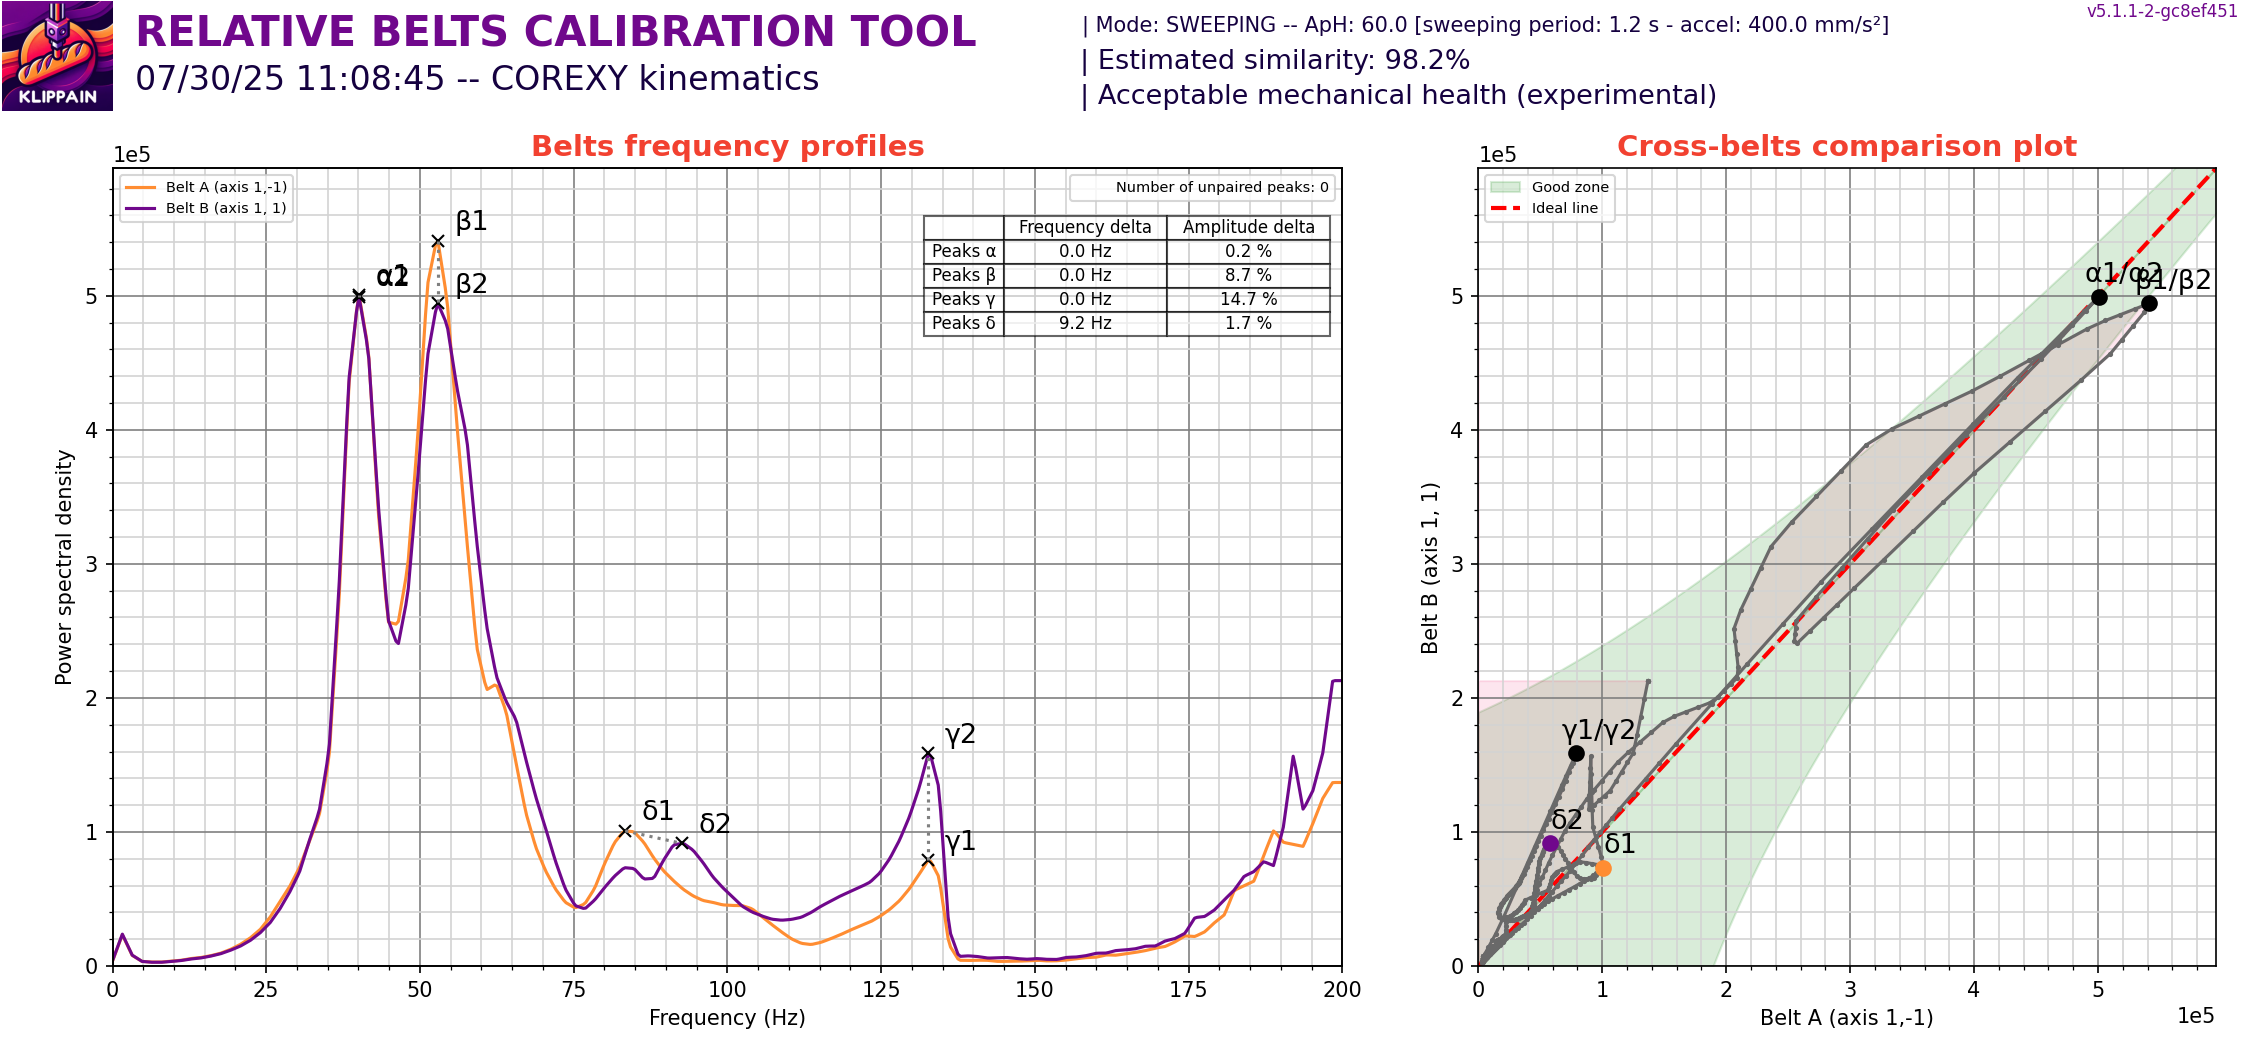 KLIPPAIN
RELATIVE BELTS CALIBRATION TOOL
07/30/25 11:08:45 -- COREXY kinematics
| Mode: SWEEPING -- ApH: 60.0 [sweeping period: 1.2 s - accel: 400.0 mm/s²]
| Estimated similarity: 98.2%
| Acceptable mechanical health (experimental)
v5.1.1-2-gc8ef451
Belts frequency profiles
1e5
Belt A (axis 1,-1)
Belt B (axis 1, 1)
Number of unpaired peaks: 0
Frequency delta Amplitude delta
Peaks α 0.0 Hz 0.2 %
Peaks β 0.0 Hz 8.7 %
Peaks γ 0.0 Hz 14.7 %
Peaks δ 9.2 Hz 1.7 %
β1
α1
α2
β2
γ2
δ1
δ2
γ1
5
4
3
2
1
0
Power spectral density
0 25 50 75 100 125 150 175 200
Frequency (Hz)
Cross-belts comparison plot
1e5
Good zone
Ideal line
α1/α2
β1/β2
γ1/γ2
δ2
δ1
5
4
3
2
1
0
Belt B (axis 1, 1)
0 1 2 3 4 5
1e5
Belt A (axis 1,-1)